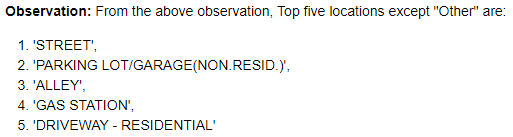 Observation: From the above observation, Top five locations except "Other" are:
1. 'STREET',
2. 'PARKING LOT/GARAGE(NON.RESID.)',
3. 'ALLEY',
4. 'GAS STATION',
5. 'DRIVEWAY - RESIDENTIAL'